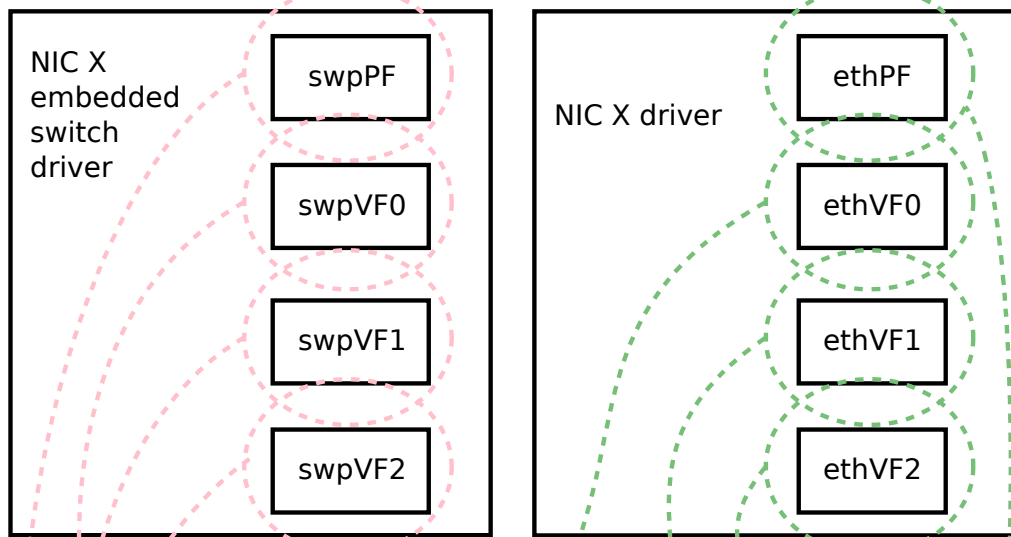 NIC X
embedded
switch
driver
swpPF
swpVF0
swpVF1
swpVF2
NIC X driver
ethPF
ethVF0
ethVF1
ethVF2